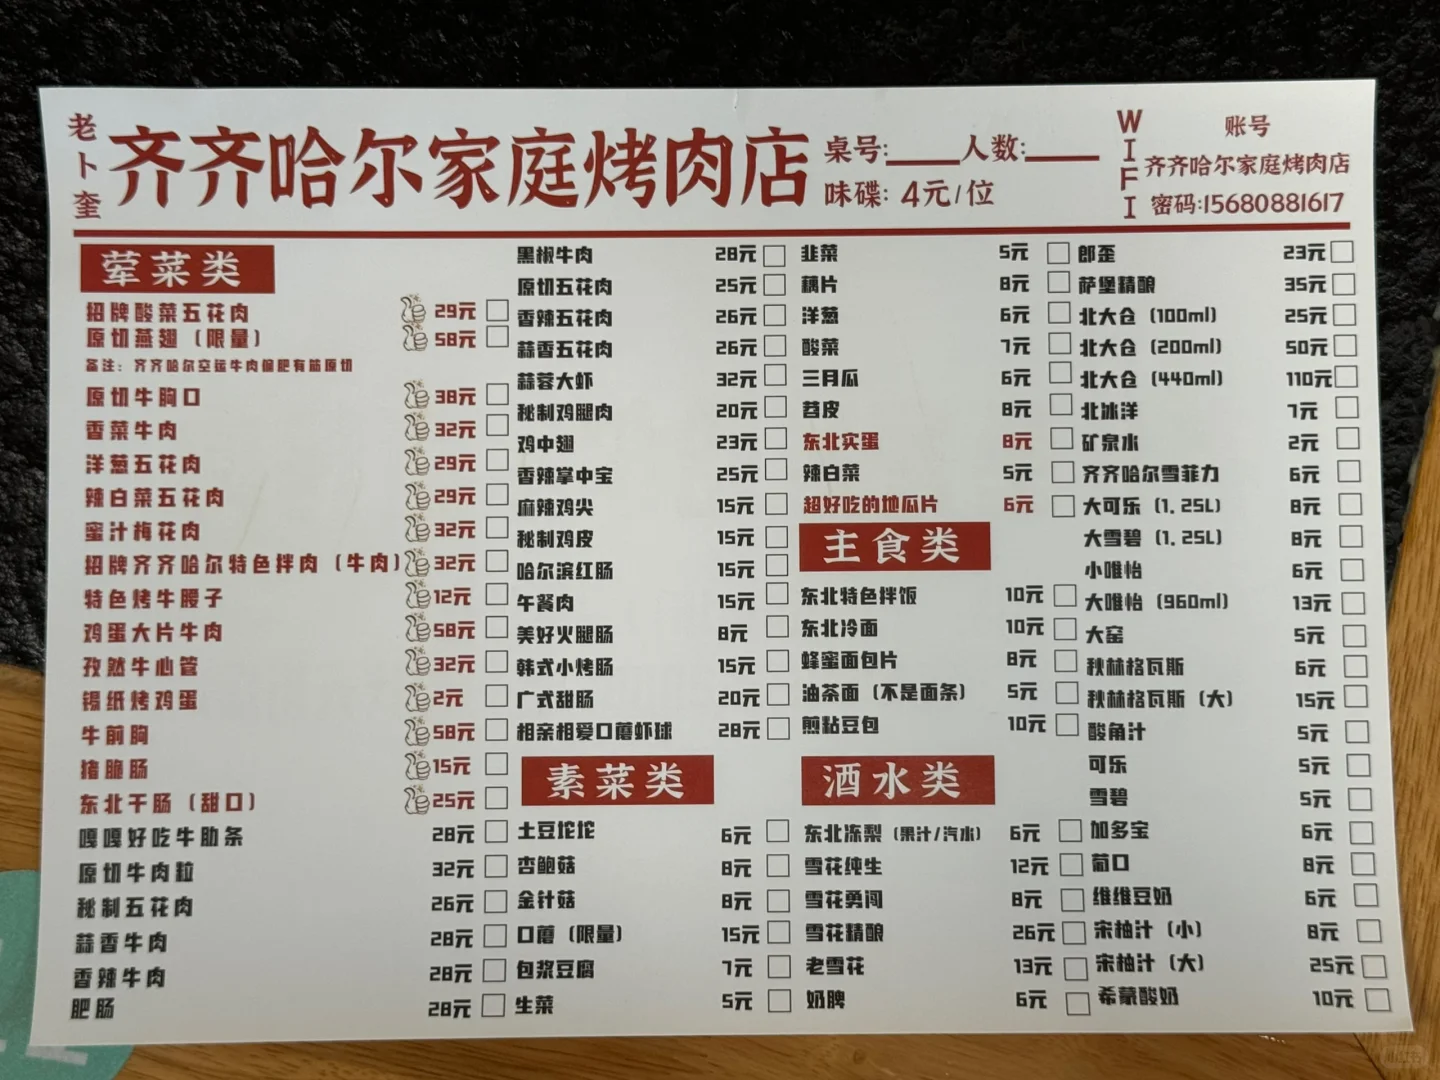 老卜奎
齐齐哈尔家庭烤肉店
桌号:____人数:____
味碟: 4元/位
WIFI
账号
齐齐哈尔家庭烤肉店
密码:15680881617
荤菜类
招牌酸菜五花肉 29元
原切燕翅（限量） 58元
备注：齐齐哈尔空运牛肉偏肥有筋原切
原切牛胸口 38元
香菜牛肉 32元
洋葱五花肉 29元
辣白菜五花肉 29元
蜜汁梅花肉 32元
招牌齐齐哈尔特色拌肉（牛肉） 32元
特色烤牛腰子 12元
鸡蛋大片牛肉 58元
孜然牛心管 32元
锡纸烤鸡蛋 2元
牛前胸 58元
猪脆肠 15元
东北干肠（甜口） 25元
嘎嘎好吃牛肋条 28元
原切牛肉粒 32元
秘制五花肉 26元
蒜香牛肉 28元
香辣牛肉 28元
肥肠 28元
黑椒牛肉 28元
原切五花肉 25元
香辣五花肉 26元
蒜香五花肉 26元
蒜蓉大虾 32元
秘制鸡腿肉 20元
鸡中翅 23元
香辣掌中宝 25元
麻辣鸡尖 15元
秘制鸡皮 15元
哈尔滨红肠 15元
午餐肉 15元
美好火腿肠 8元
韩式小烤肠 15元
广式甜肠 20元
相亲相爱口蘑虾球 28元
素菜类
土豆坨坨 6元
杏鲍菇 8元
金针菇 8元
口蘑（限量） 15元
包浆豆腐 7元
生菜 5元
韭菜 5元
藕片 8元
洋葱 6元
酸菜 7元
三月瓜 6元
苕皮 8元
东北实蛋 8元
辣白菜 5元
超好吃的地瓜片 6元
主食类
东北特色拌饭 10元
东北冷面 10元
蜂蜜面包片 8元
油茶面（不是面条） 5元
煎粘豆包 10元
酒水类
东北冻梨（果汁/汽水） 6元
雪花纯生 12元
雪花勇闯 8元
雪花精酿 26元
老雪花 13元
奶啤 6元
郎歪 23元
萨堡精酿 35元
北大仓（100ml） 25元
北大仓（200ml） 50元
北大仓（440ml） 110元
北冰洋 7元
矿泉水 2元
齐齐哈尔雪菲力 6元
大可乐（1.25L） 8元
大雪碧（1.25L） 8元
小唯怡 6元
大唯怡（960ml） 13元
大窑 5元
秋林格瓦斯 6元
秋林格瓦斯（大） 15元
酸角汁 5元
可乐 5元
雪碧 5元
加多宝 6元
葡口 8元
维维豆奶 6元
宋柚汁（小） 8元
宋柚汁（大） 25元
希蒙酸奶 10元